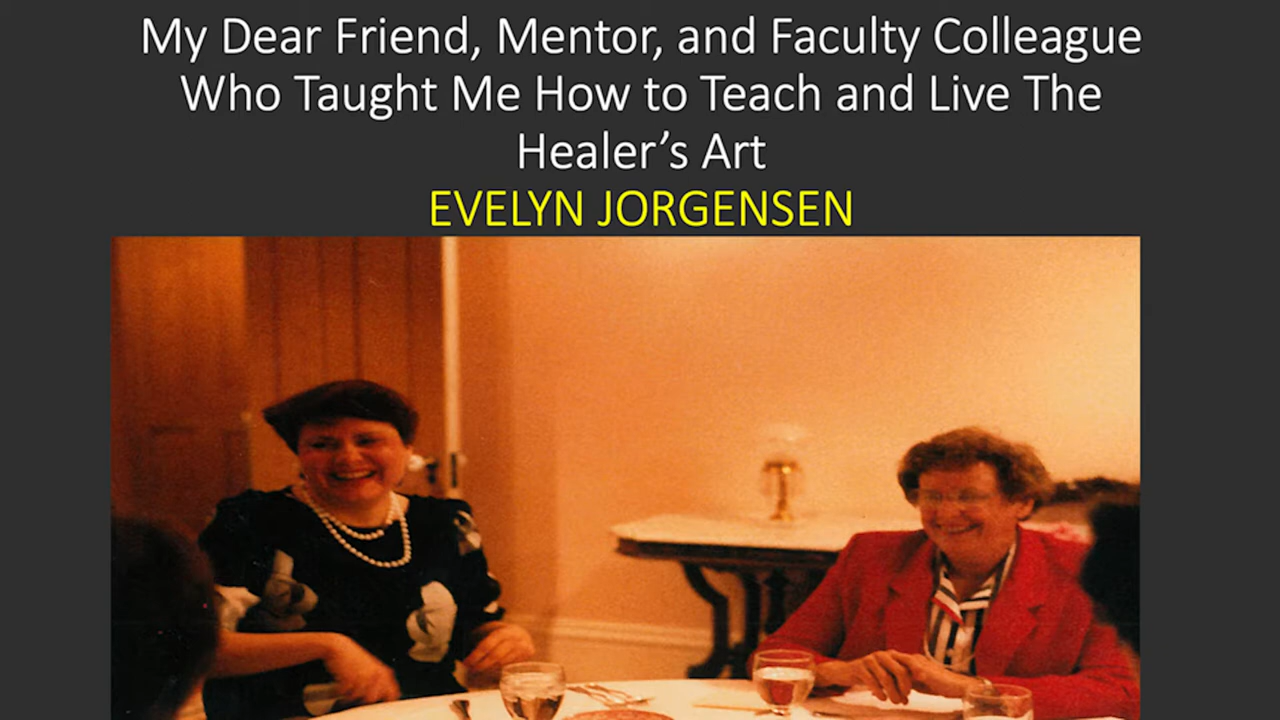 My Dear Friend, Mentor, and Faculty Colleague
Who Taught Me How to Teach and Live The
Healer’s Art
EVELYN JORGENSEN